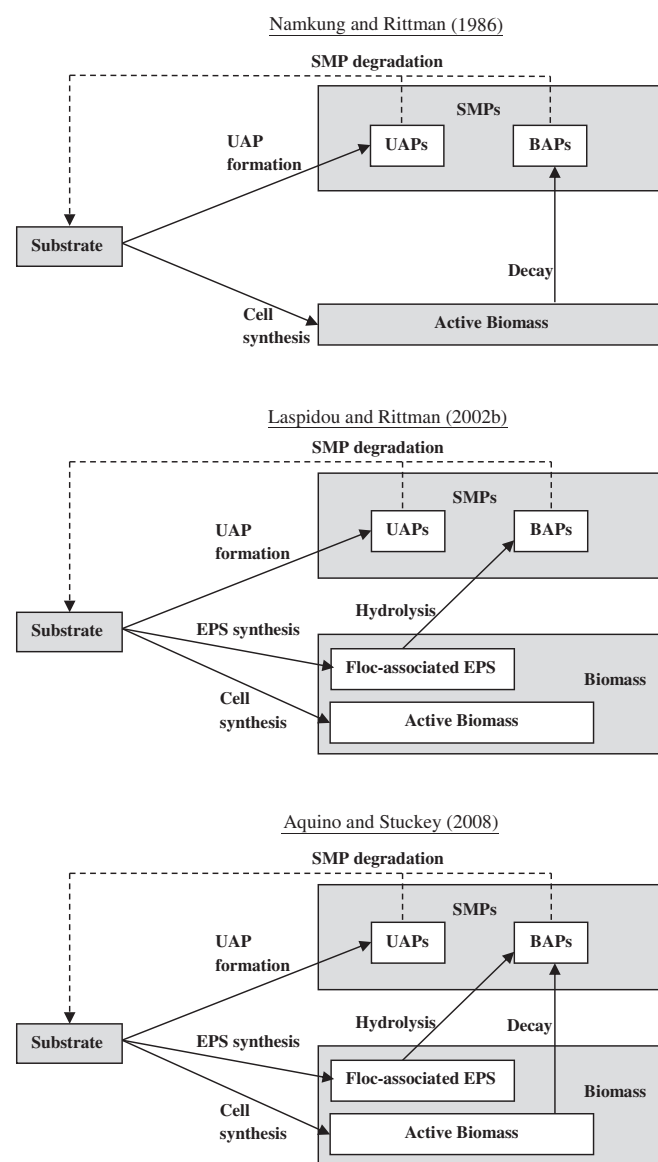 Namkung and Rittman (1986)
SMP degradation
SMPs
UAP
formation
UAPs
BAPs
Substrate
Decay
Cell
synthesis
Active Biomass
Laspidou and Rittman (2002b)
SMP degradation
SMPs
UAP
formation
UAPs
BAPs
Hydrolysis
Substrate
EPS synthesis
Floc-associated EPS
Biomass
Cell
synthesis
Active Biomass
Aquino and Stuckey (2008)
SMP degradation
SMPs
UAP
formation
UAPs
BAPs
Hydrolysis
Decay
Substrate
EPS synthesis
Floc-associated EPS
Biomass
Cell
synthesis
Active Biomass